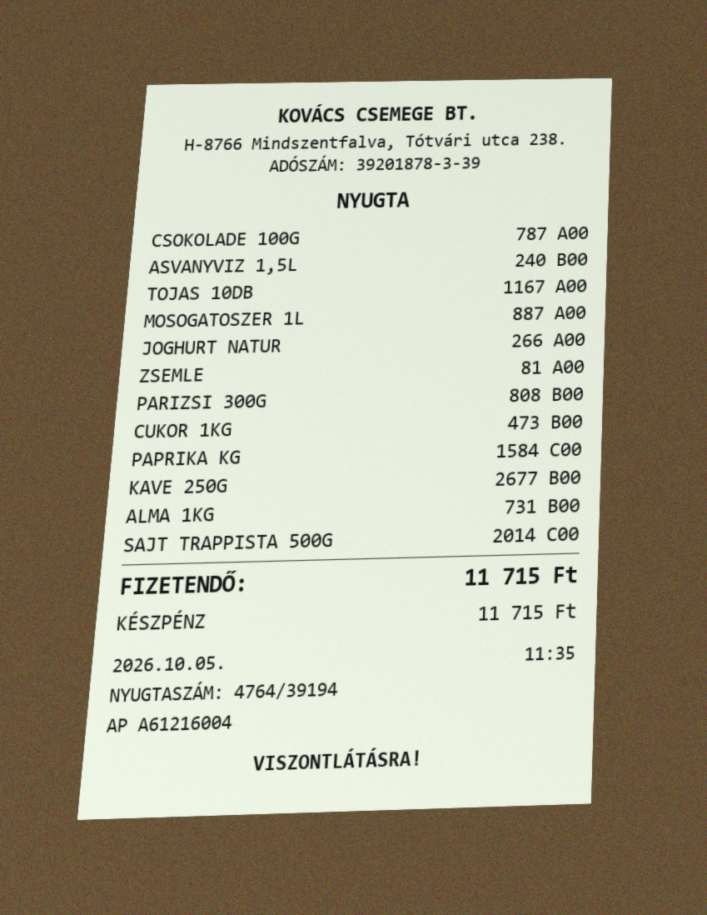 KOVÁCS CSEMEGE BT.
H-8766 Mindszentfalva, Tótvári utca 238.
ADÓSZÁM: 39201878-3-39
NYUGTA
CSOKOLADE 100G 787 A00
ASVANYVIZ 1,5L 240 B00
TOJAS 10DB 1167 A00
MOSOGATOSZER 1L 887 A00
JOGHURT NATUR 266 A00
ZSEMLE 81 A00
PARIZSI 300G 808 B00
CUKOR 1KG 473 B00
PAPRIKA KG 1584 C00
KAVE 250G 2677 B00
ALMA 1KG 731 B00
SAJT TRAPPISTA 500G 2014 C00
FIZETENDŐ: 11 715 Ft
KÉSZPÉNZ 11 715 Ft
2026.10.05. 11:35
NYUGTASZÁM: 4764/39194
AP A61216004
VISZONTLÁTÁSRA!